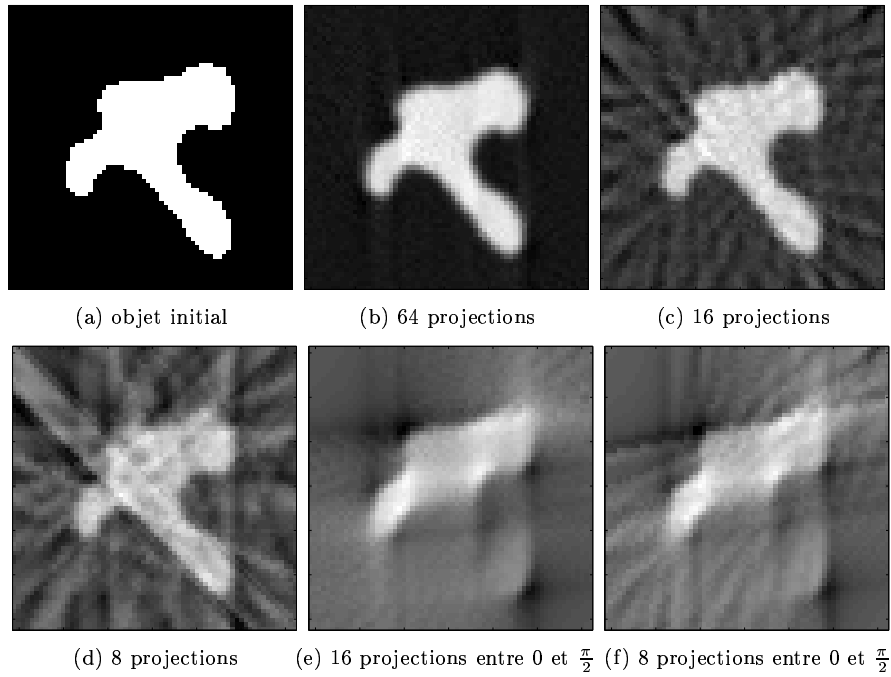 (a) objet initial
(b) 64 projections
(c) 16 projections
(d) 8 projections
(e) 16 projections entre 0 et π/2
(f) 8 projections entre 0 et π/2